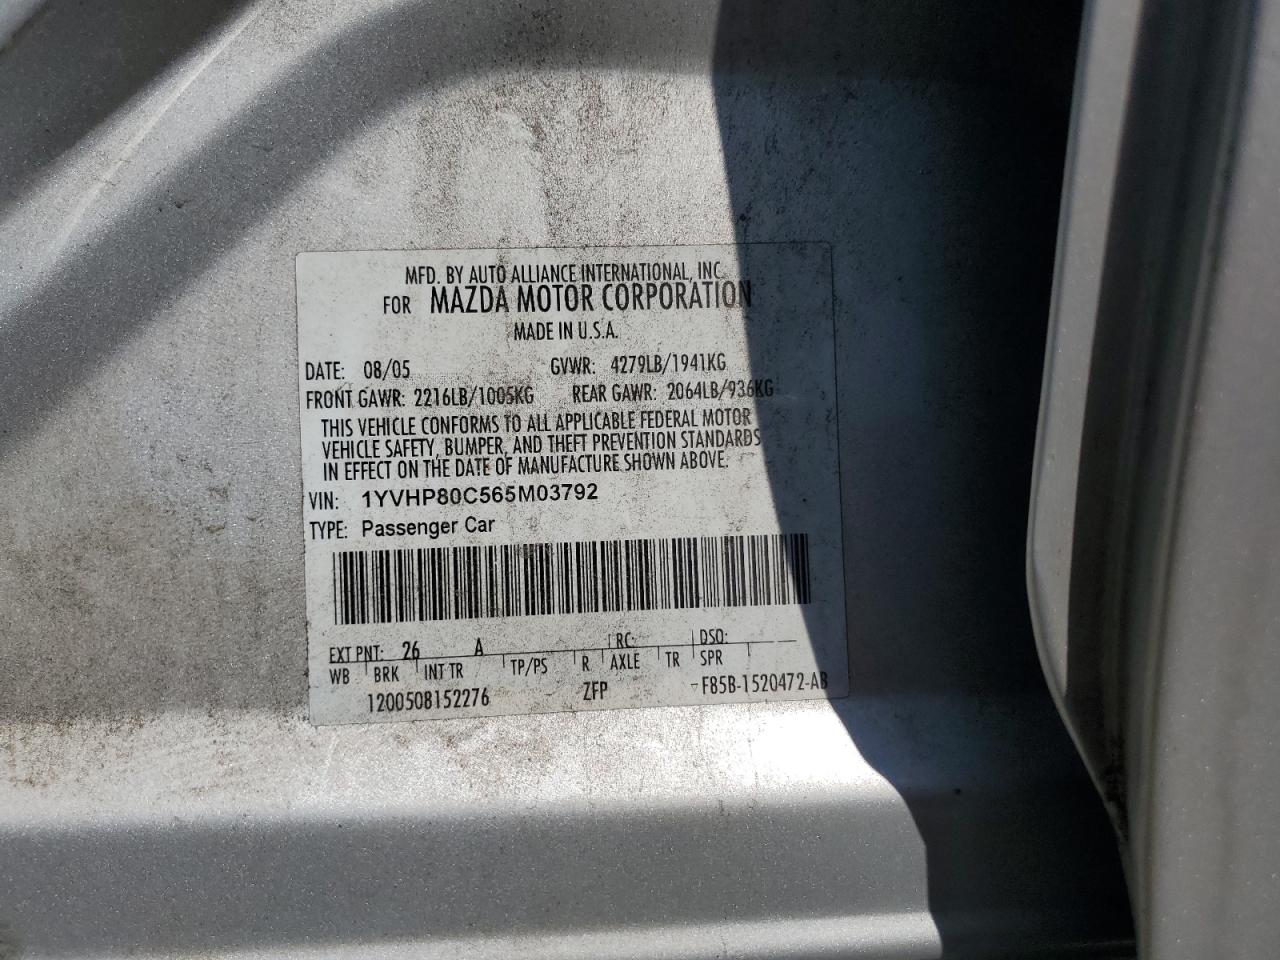 MFD. BY AUTO ALLIANCE INTERNATIONAL, INC.
FOR MAZDA MOTOR CORPORATION
MADE IN U.S.A.
DATE: 08/05 GVWR: 4279LB/1941KG
FRONT GAWR: 2216LB/1005KG REAR GAWR: 2064LB/936KG
THIS VEHICLE CONFORMS TO ALL APPLICABLE FEDERAL MOTOR
VEHICLE SAFETY, BUMPER, AND THEFT PREVENTION STANDARDS
IN EFFECT ON THE DATE OF MANUFACTURE SHOWN ABOVE.
VIN: 1YVHP80C565M03792
TYPE: Passenger Car
EXT PNT: 26 A RC: DSO:
WB BRK INT TR TP/PS R AXLE TR SPR
1200508152276 ZFP F85B-1520472-AB